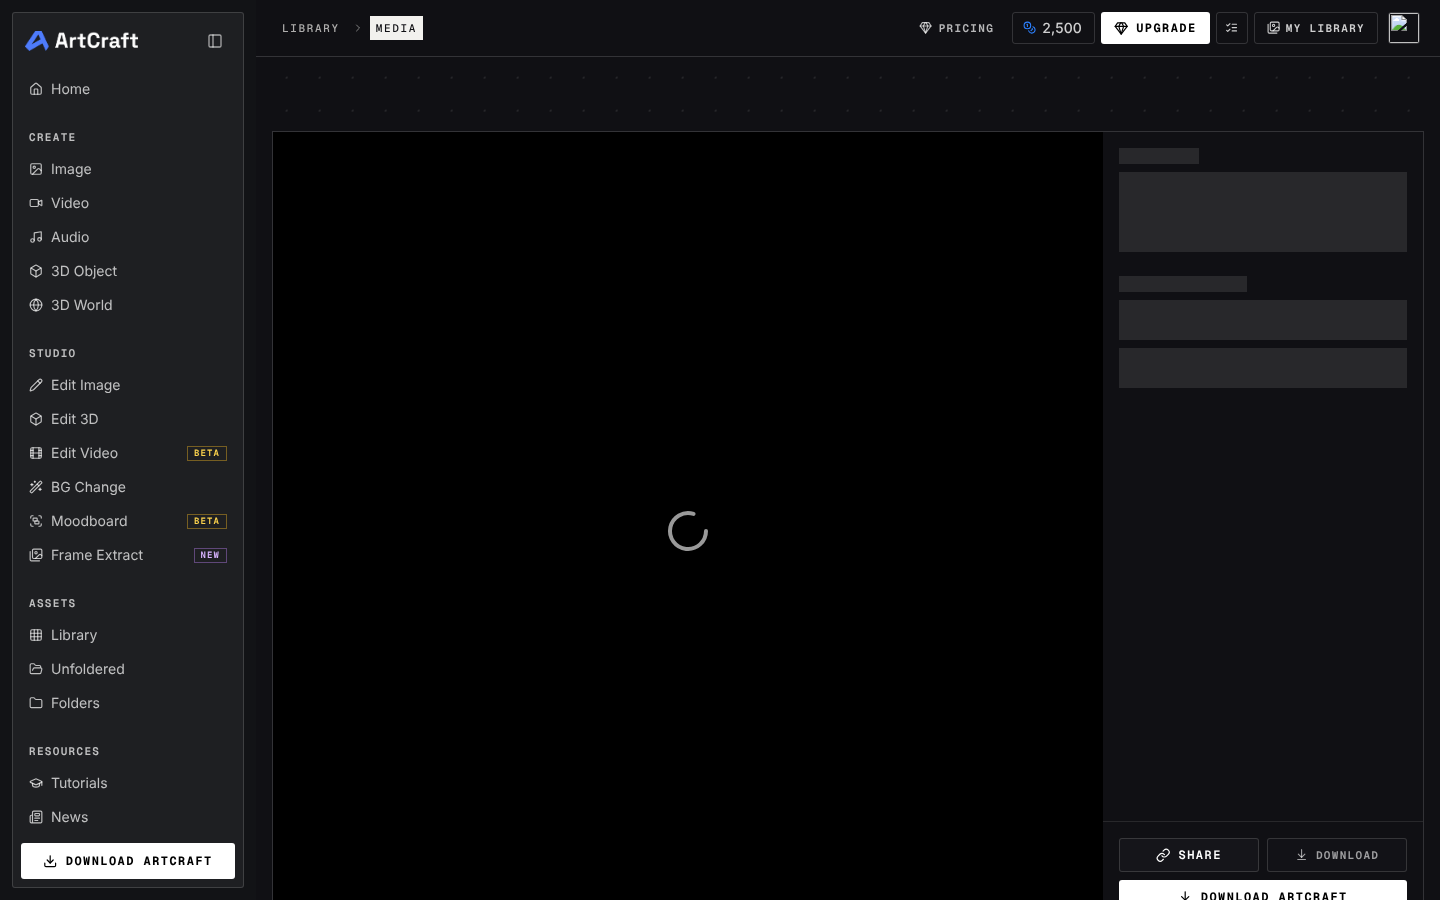 ArtCraft
Home
CREATE
Image
Video
Audio
3D Object
3D World
STUDIO
Edit Image
Edit 3D
Edit Video BETA
BG Change
Moodboard BETA
Frame Extract NEW
ASSETS
Library
Unfoldered
Folders
RESOURCES
Tutorials
News
DOWNLOAD ARTCRAFT
LIBRARY > MEDIA
PRICING
2,500
UPGRADE
MY LIBRARY
SHARE
DOWNLOAD
DOWNLOAD ARTCRAFT